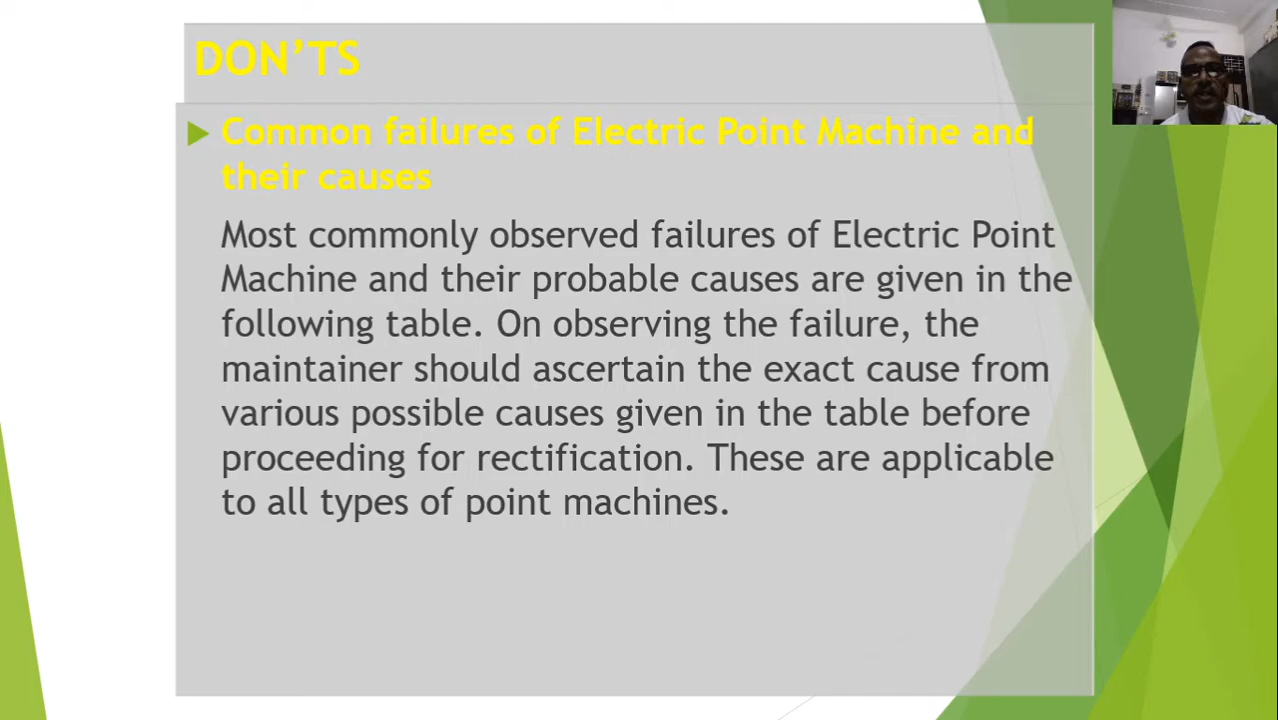 DON’TS
Common failures of Electric Point Machine and
their causes
Most commonly observed failures of Electric Point
Machine and their probable causes are given in the
following table. On observing the failure, the
maintainer should ascertain the exact cause from
various possible causes given in the table before
proceeding for rectification. These are applicable
to all types of point machines.